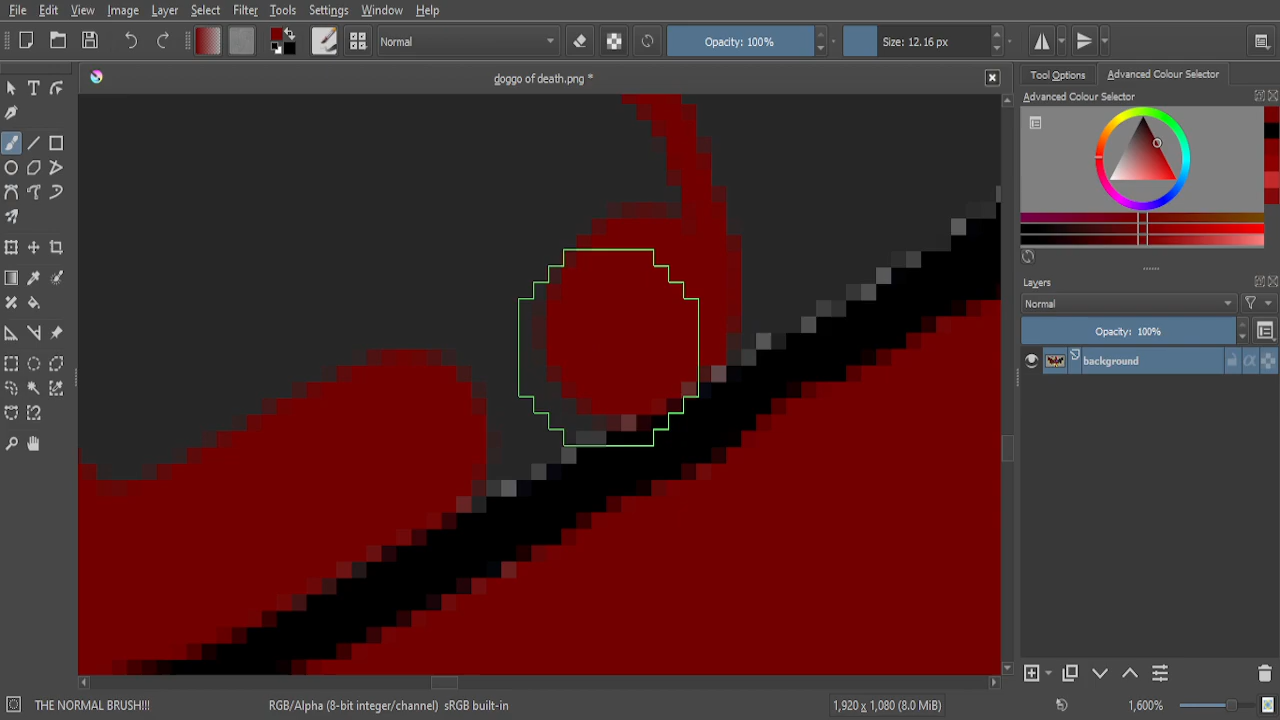 File Edit View Image Layer Select Filter Tools Settings Window Help
Normal Opacity: 100% Size: 12.16 px
doggo of death.png *
Tool Options Advanced Colour Selector
Advanced Colour Selector
Layers
Normal
Opacity: 100%
background
THE NORMAL BRUSH!!! RGB/Alpha (8-bit integer/channel) sRGB built-in 1,920 x 1,080 (8.0 MiB) 1,600%